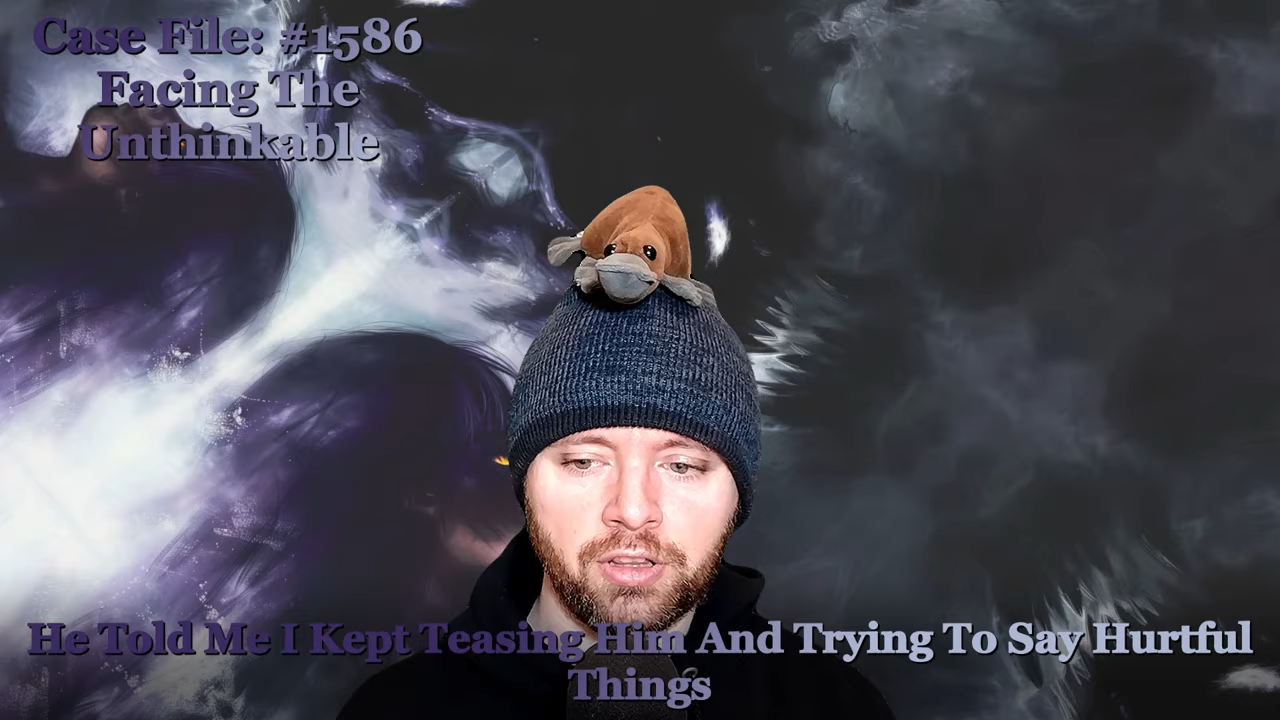 Case File: #1586
Facing The
Unthinkable
He Told Me I Kept Teasing Him And Trying To Say Hurtful
Things